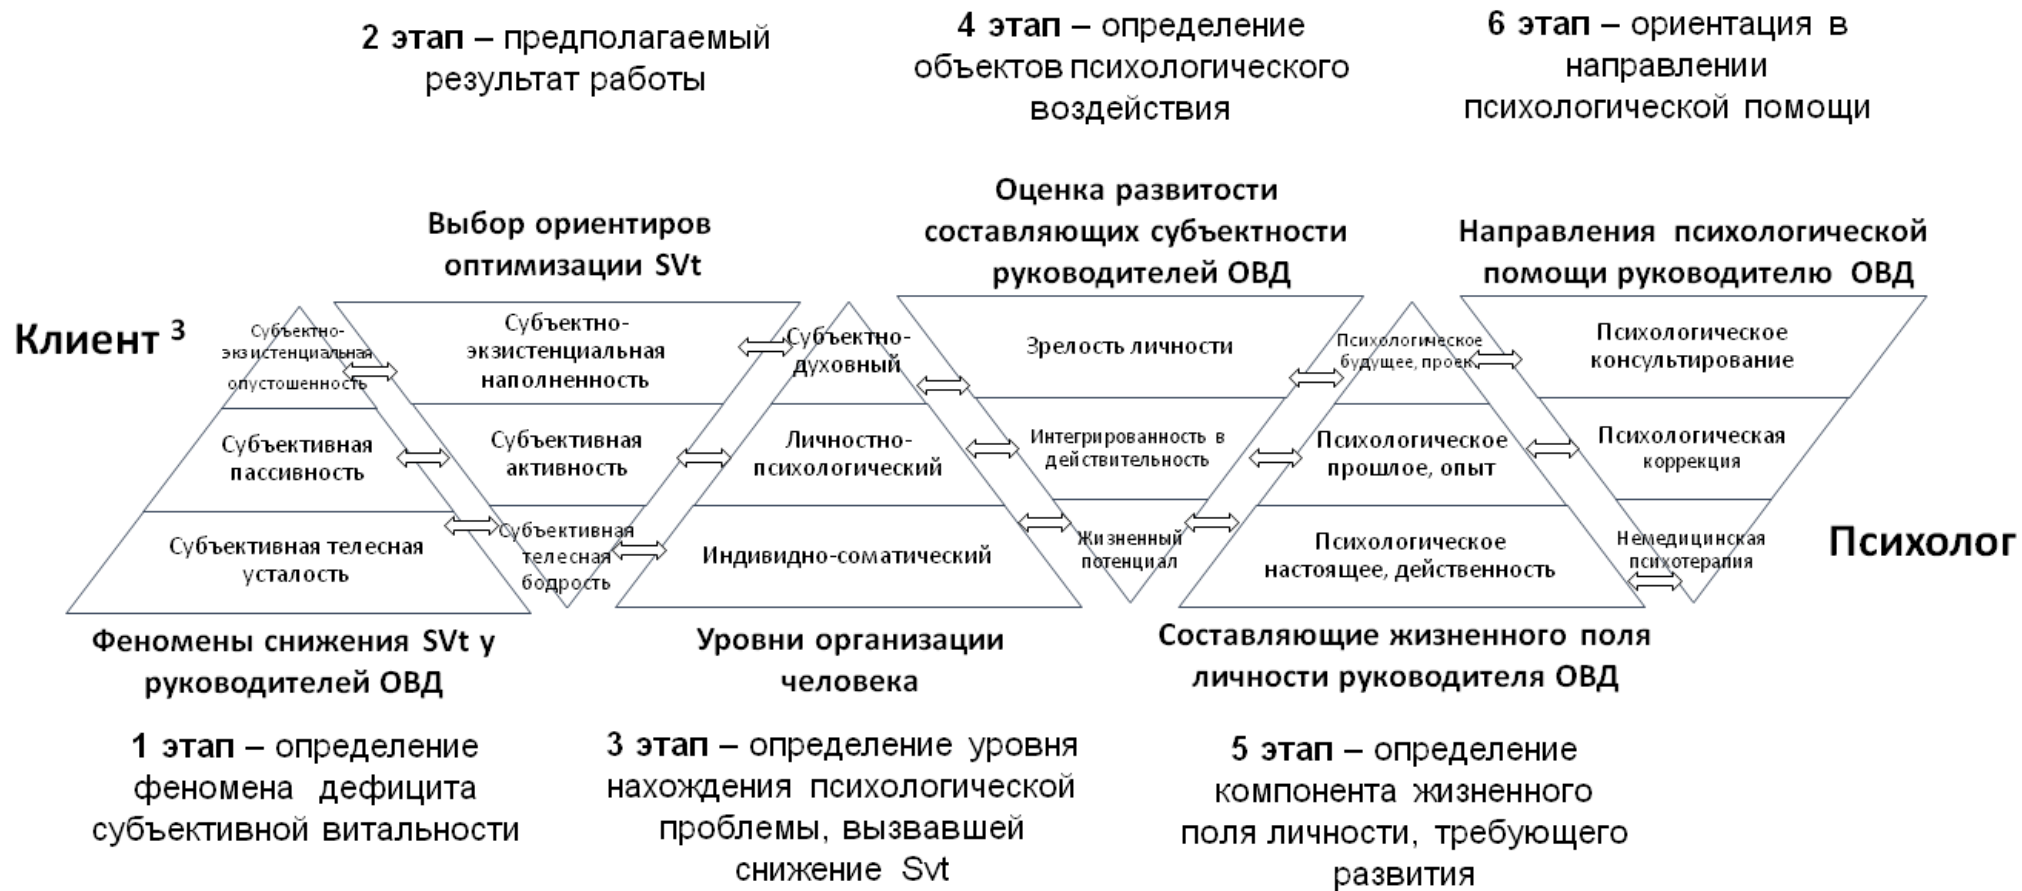 2 этап – предполагаемый
результат работы
4 этап – определение
объектов психологического
воздействия
6 этап – ориентация в
направлении
психологической помощи
Выбор ориентиров
оптимизации SVt
Оценка развитости
составляющих субъектности
руководителей ОВД
Направления психологической
помощи руководителю ОВД
Клиент ³
Субъектно-
экзистенциальная
опустошенность
Субъективная
пассивность
Субъективная телесная
усталость
Субъектно-
экзистенциальная
наполненность
Субъективная
активность
Субъективная
телесная
бодрость
Субъектно-
духовный
Личностно-
психологический
Индивидно-соматический
Зрелость личности
Интегрированность в
действительность
Жизненный
потенциал
Психологическое
будущее, проек
Психологическое
прошлое, опыт
Психологическое
настоящее, действенность
Психологическое
консультирование
Психологическая
коррекция
Немедицинская
психотерапия
Психолог
Феномены снижения SVt у
руководителей ОВД
Уровни организации
человека
Составляющие жизненного поля
личности руководителя ОВД
1 этап – определение
феномена дефицита
субъективной витальности
3 этап – определение уровня
нахождения психологической
проблемы, вызвавшей
снижение Svt
5 этап – определение
компонента жизненного
поля личности, требующего
развития